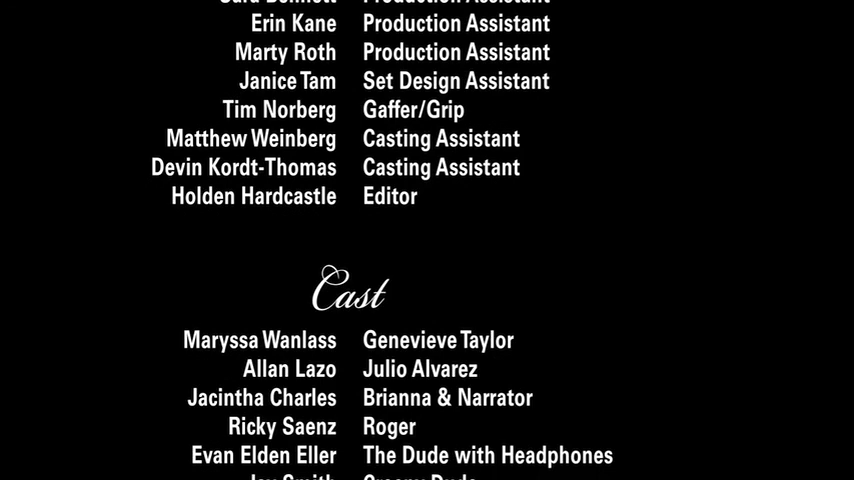 Production Assistant
Erin Kane Production Assistant
Marty Roth Production Assistant
Janice Tam Set Design Assistant
Tim Norberg Gaffer/Grip
Matthew Weinberg Casting Assistant
Devin Kordt-Thomas Casting Assistant
Holden Hardcastle Editor
Cast
Maryssa Wanlass Genevieve Taylor
Allan Lazo Julio Alvarez
Jacintha Charles Brianna & Narrator
Ricky Saenz Roger
Evan Elden Eller The Dude with Headphones